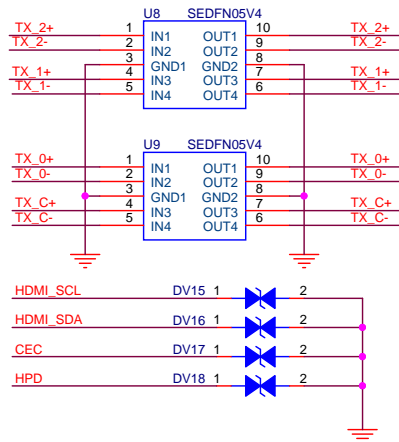 U8 SEDFN05V4
TX_2+ 1 IN1 OUT1 10 TX_2+
TX_2- 2 IN2 OUT2 9 TX_2-
3 GND1 GND2 8
TX_1+ 4 IN3 OUT3 7 TX_1+
TX_1- 5 IN4 OUT4 6 TX_1-
U9 SEDFN05V4
TX_0+ 1 IN1 OUT1 10 TX_0+
TX_0- 2 IN2 OUT2 9 TX_0-
3 GND1 GND2 8
TX_C+ 4 IN3 OUT3 7 TX_C+
TX_C- 5 IN4 OUT4 6 TX_C-
HDMI_SCL DV15 1 2
HDMI_SDA DV16 1 2
CEC DV17 1 2
HPD DV18 1 2